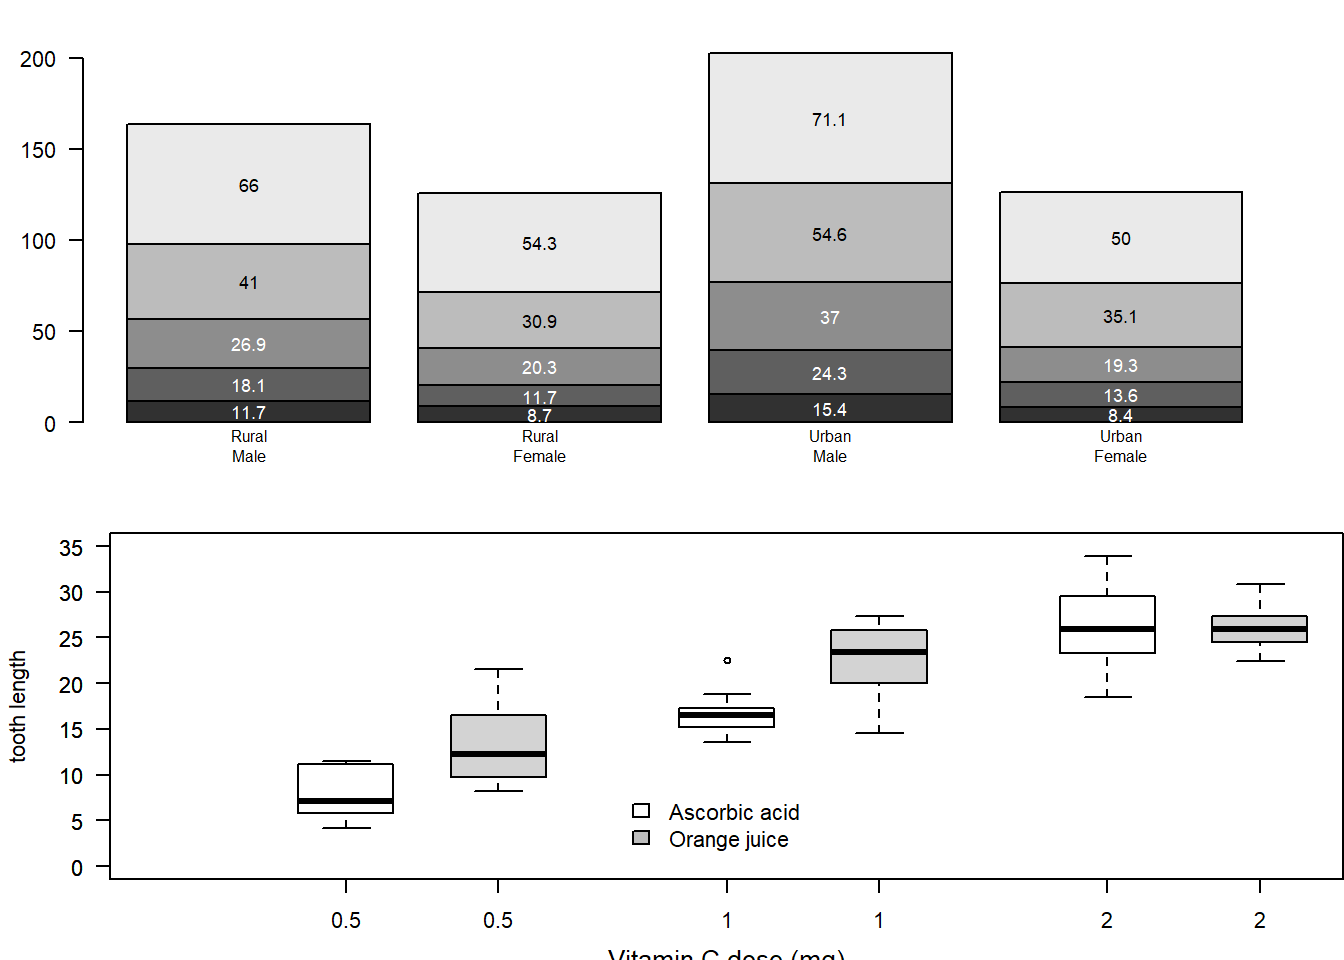 200
150
100
50
0
66
41
26.9
18.1
11.7
54.3
30.9
20.3
11.7
8.7
71.1
54.6
37
24.3
15.4
50
35.1
19.3
13.6
8.4
Rural
Male
Rural
Female
Urban
Male
Urban
Female
tooth length
35
30
25
20
15
10
5
0
Ascorbic acid
Orange juice
0.5 0.5 1 1 2 2
Vitamin C dose (mg)